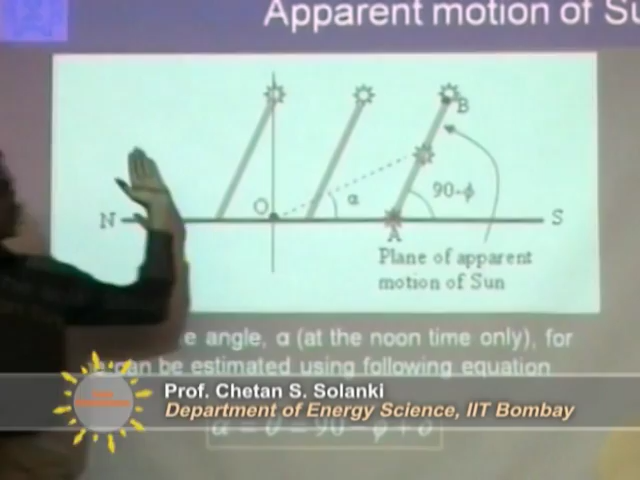 Apparent motion of Su
B
90-ϕ
α
O
N
S
A
Plane of apparent
motion of Sun
e angle, α (at the noon time only), for
can be estimated using following equation
Prof. Chetan S. Solanki
Department of Energy Science, IIT Bombay